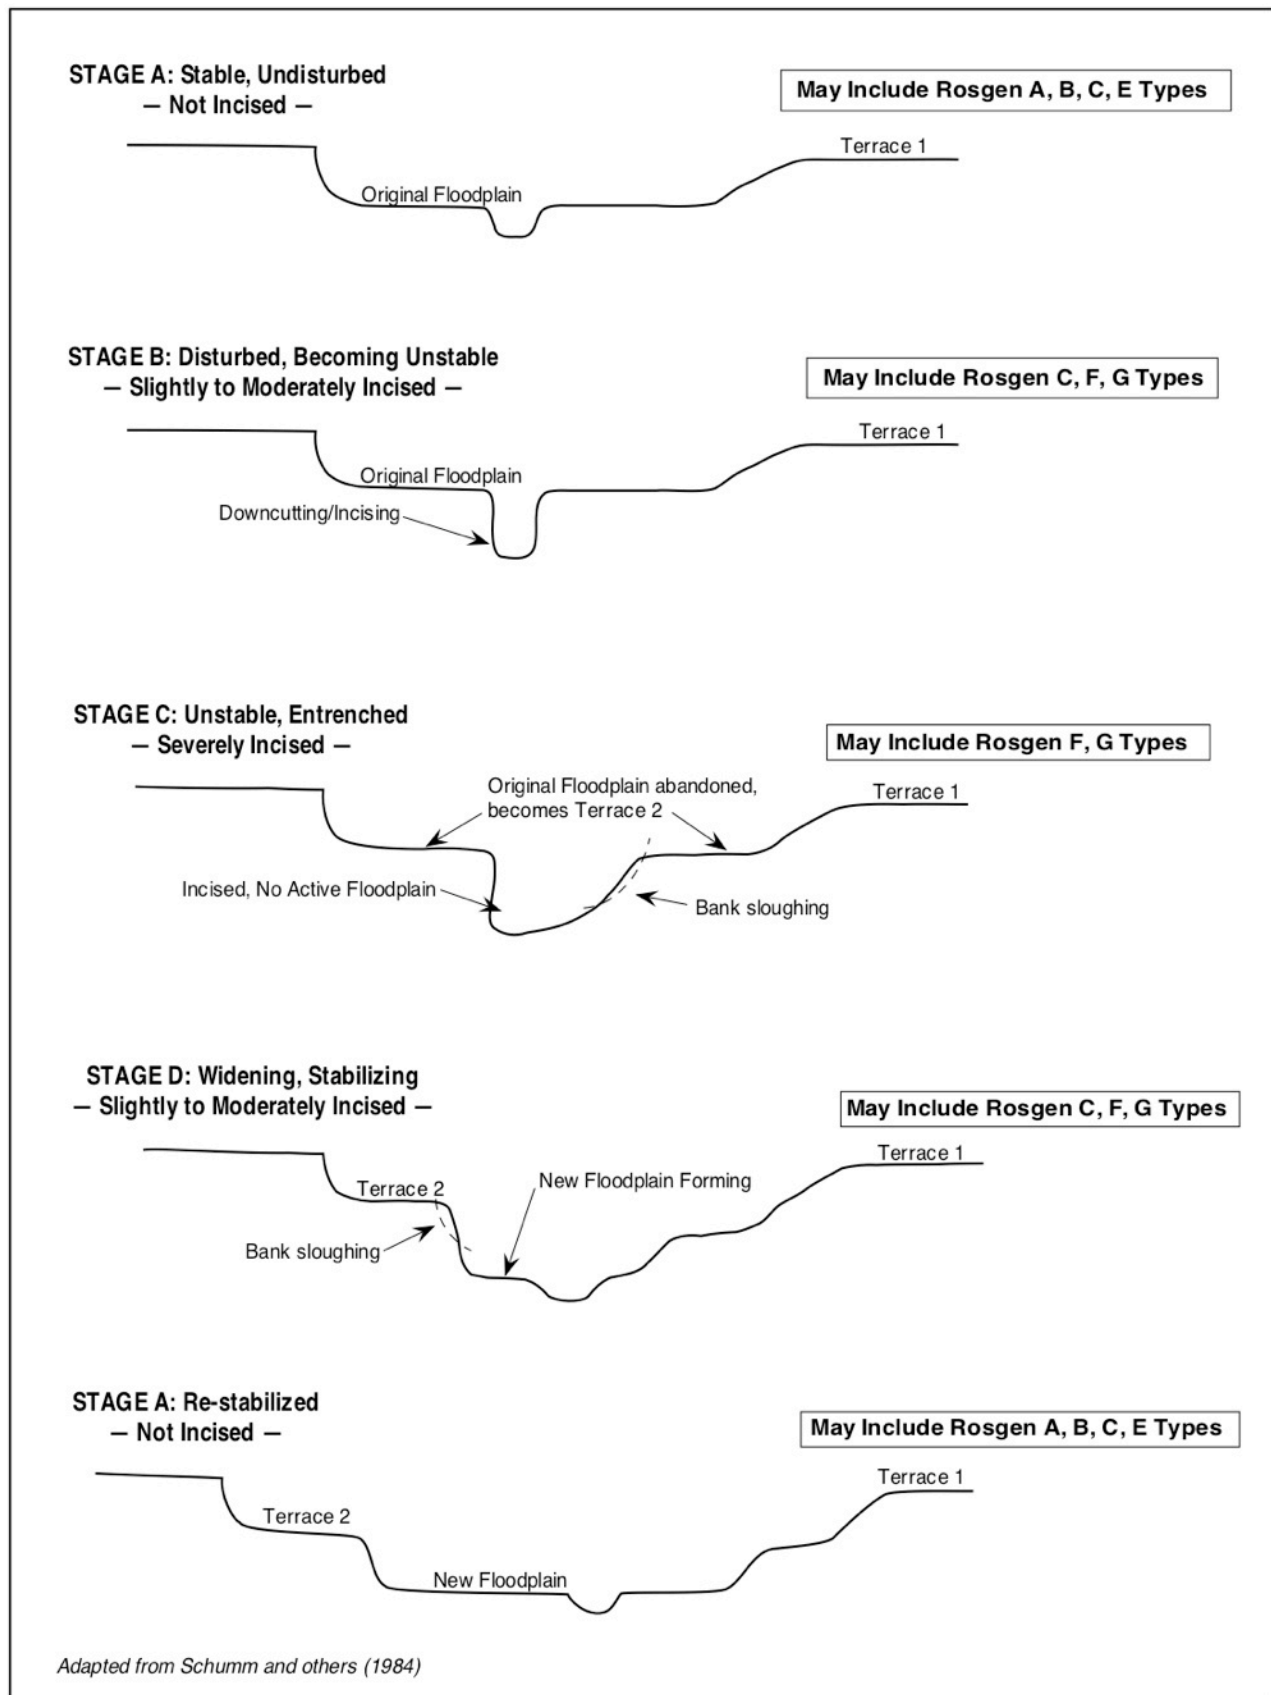 STAGE A: Stable, Undisturbed
— Not Incised —
May Include Rosgen A, B, C, E Types
Terrace 1
Original Floodplain
STAGE B: Disturbed, Becoming Unstable
— Slightly to Moderately Incised —
May Include Rosgen C, F, G Types
Terrace 1
Original Floodplain
Downcutting/Incising
STAGE C: Unstable, Entrenched
— Severely Incised —
May Include Rosgen F, G Types
Original Floodplain abandoned,
becomes Terrace 2
Terrace 1
Incised, No Active Floodplain
Bank sloughing
STAGE D: Widening, Stabilizing
— Slightly to Moderately Incised —
May Include Rosgen C, F, G Types
Terrace 1
Terrace 2
New Floodplain Forming
Bank sloughing
STAGE A: Re-stabilized
— Not Incised —
May Include Rosgen A, B, C, E Types
Terrace 1
Terrace 2
New Floodplain
Adapted from Schumm and others (1984)